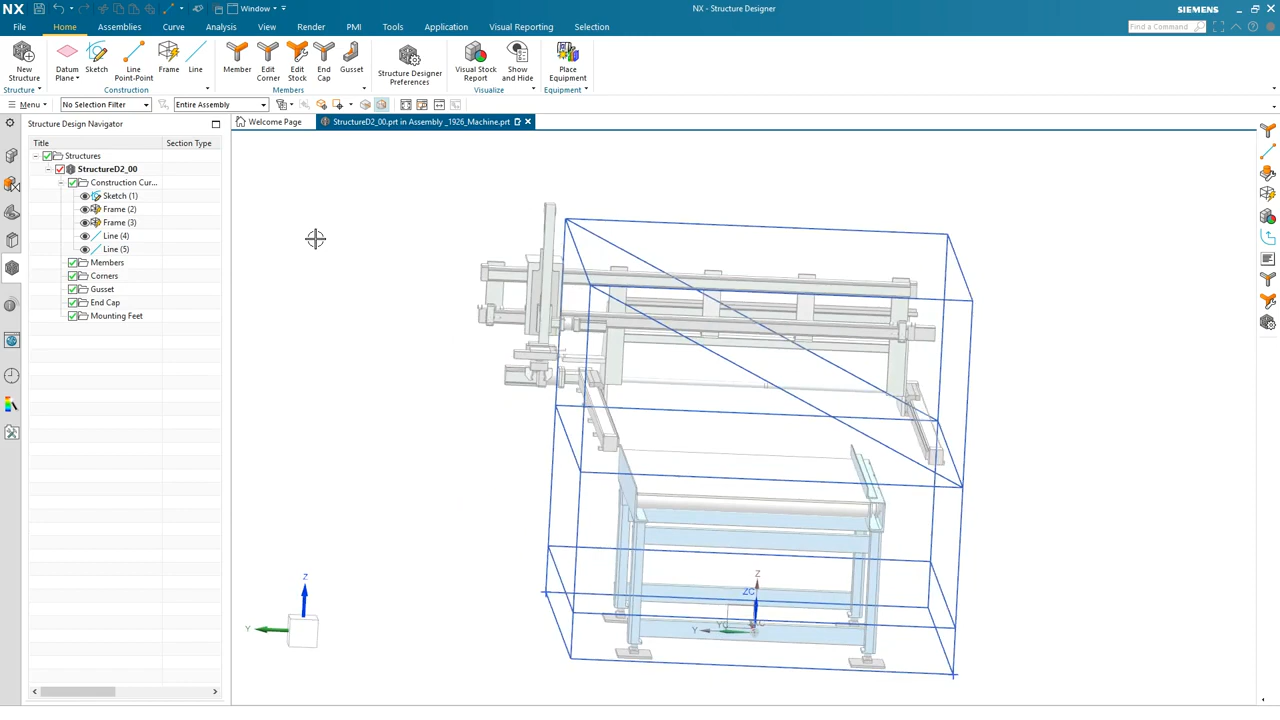 NX
Window
NX - Structure Designer
SIEMENS
File
Home
Assemblies
Curve
Analysis
View
Render
PMI
Tools
Application
Visual Reporting
Selection
Find a Command
New Structure
Datum Plane
Sketch
Line Point-Point
Frame
Line
Member
Edit Corner
Edit Stock
End Cap
Gusset
Structure Designer Preferences
Visual Stock Report
Show and Hide
Place Equipment
Structure
Construction
Members
Visualize
Equipment
Menu
No Selection Filter
Entire Assembly
Structure Design Navigator
Welcome Page
StructureD2_00.prt in Assembly _1926_Machine.prt
Title
Section Type
Structures
StructureD2_00
Construction Cur...
Sketch (1)
Frame (2)
Frame (3)
Line (4)
Line (5)
Members
Corners
Gusset
End Cap
Mounting Feet
Z
ZC
Y
YC
Z
Y